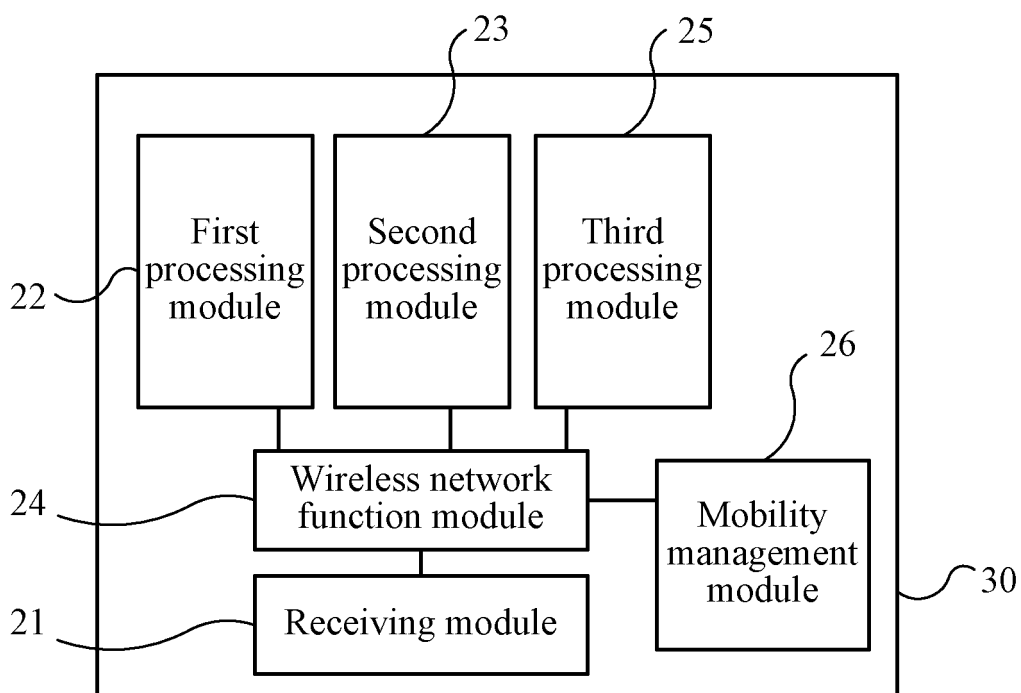 23
25
First
processing
module
Second
processing
module
Third
processing
module
22
26
Wireless network
function module
24
Mobility
management
module
30
21
Receiving module